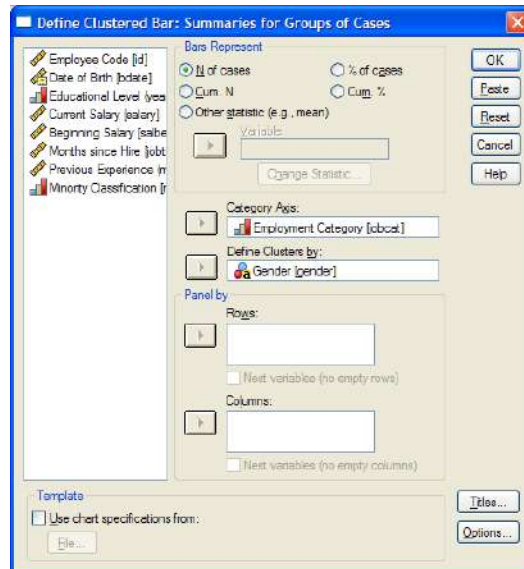 Define Clustered Bar: Summaries for Groups of Cases
Employee Code [id]
Date of Birth [bdate]
Educational Level (yea
Current Salary [salary]
Beginning Salary [salbe
Months since Hire [jobt
Previous Experience (m
Minority Classification [
Bars Represent
N of cases
% of cases
Cum. N
Cum. %
Other statistic (e.g., mean)
Variable:
Change Statistic...
Category Axis:
Employment Category [jobcat]
Define Clusters by:
Gender [gender]
Panel by
Rows:
Nest variables (no empty rows)
Columns:
Nest variables (no empty columns)
Template
Use chart specifications from:
File...
OK
Paste
Reset
Cancel
Help
Titles...
Options...